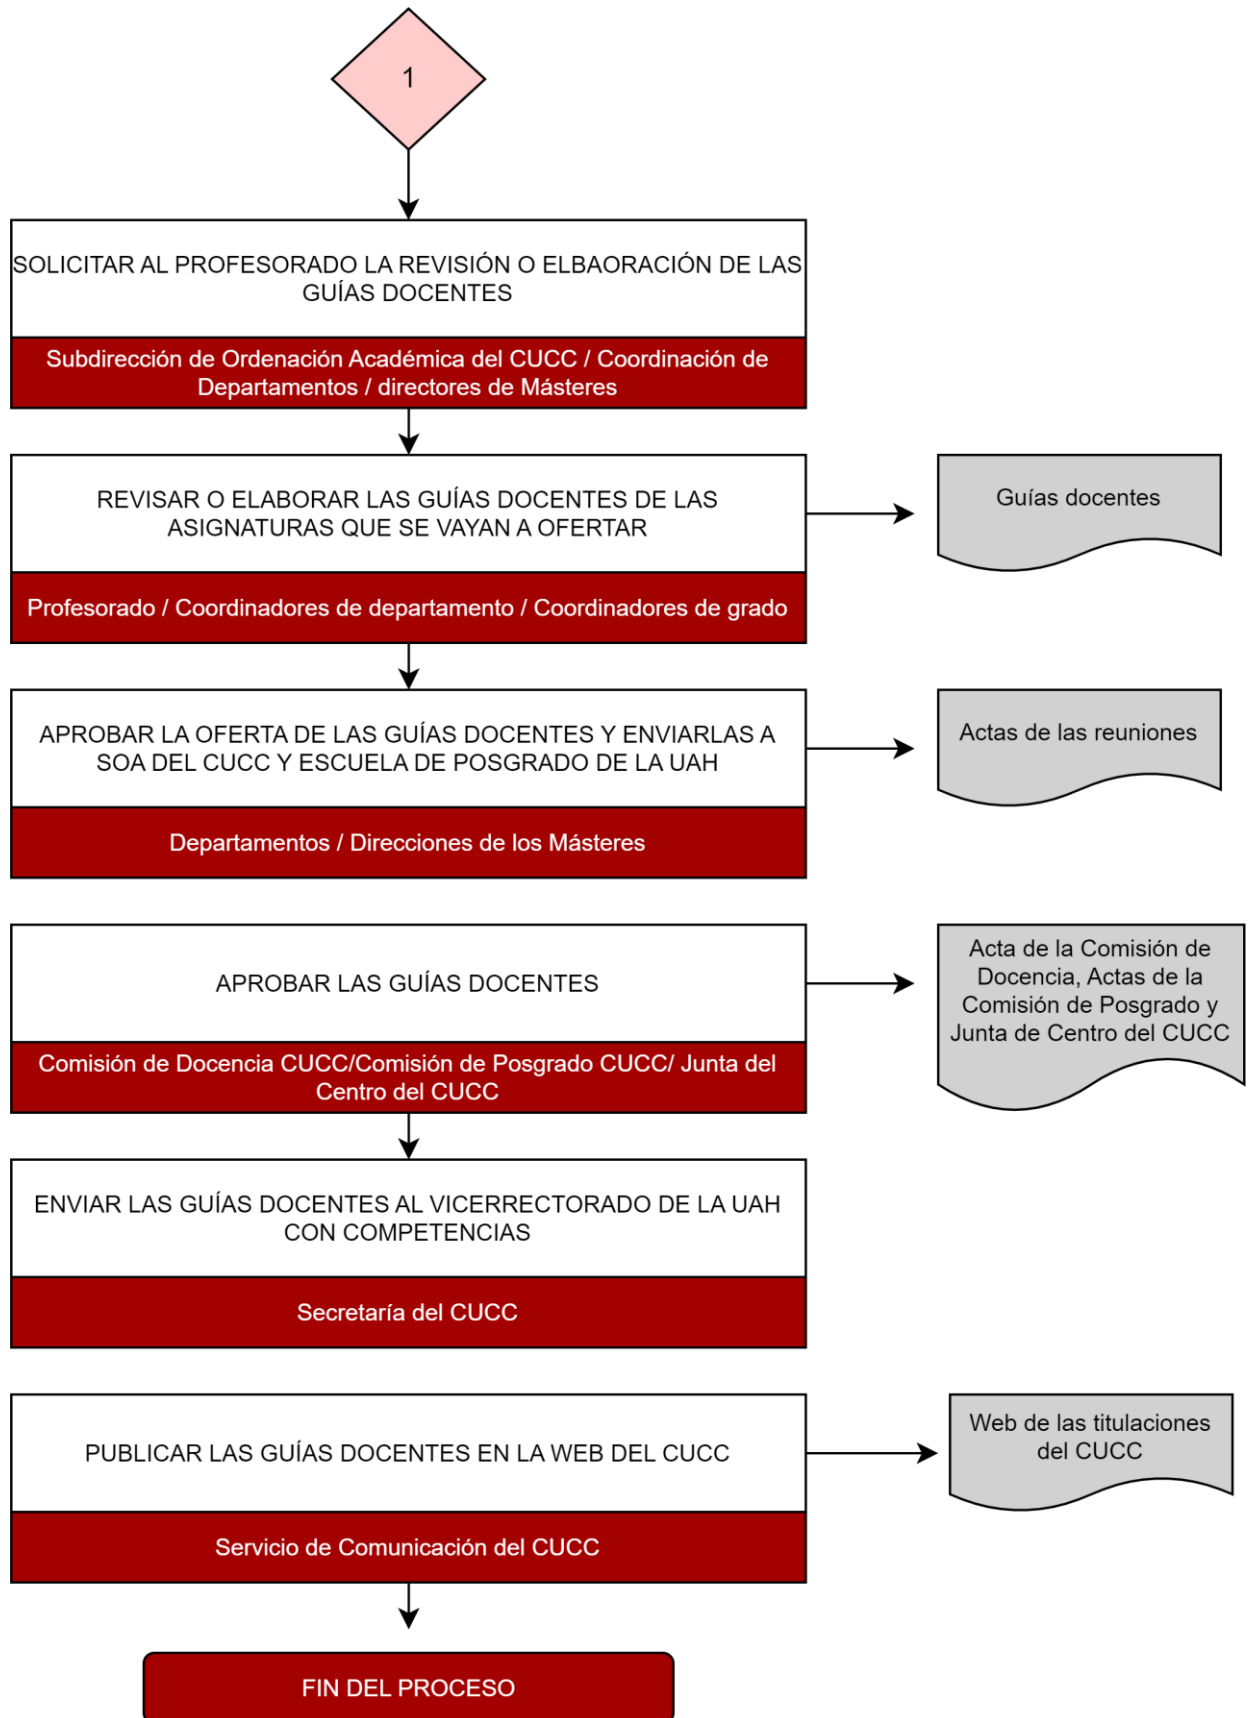 1
SOLICITAR AL PROFESORADO LA REVISIÓN O ELBAORACIÓN DE LAS
GUÍAS DOCENTES
Subdirección de Ordenación Académica del CUCC / Coordinación de
Departamentos / directores de Másteres
REVISAR O ELABORAR LAS GUÍAS DOCENTES DE LAS
ASIGNATURAS QUE SE VAYAN A OFERTAR
Profesorado / Coordinadores de departamento / Coordinadores de grado
Guías docentes
APROBAR LA OFERTA DE LAS GUÍAS DOCENTES Y ENVIARLAS A
SOA DEL CUCC Y ESCUELA DE POSGRADO DE LA UAH
Departamentos / Direcciones de los Másteres
Actas de las reuniones
APROBAR LAS GUÍAS DOCENTES
Comisión de Docencia CUCC/Comisión de Posgrado CUCC/ Junta del
Centro del CUCC
Acta de la Comisión de
Docencia, Actas de la
Comisión de Posgrado y
Junta de Centro del CUCC
ENVIAR LAS GUÍAS DOCENTES AL VICERRECTORADO DE LA UAH
CON COMPETENCIAS
Secretaría del CUCC
PUBLICAR LAS GUÍAS DOCENTES EN LA WEB DEL CUCC
Servicio de Comunicación del CUCC
Web de las titulaciones
del CUCC
FIN DEL PROCESO